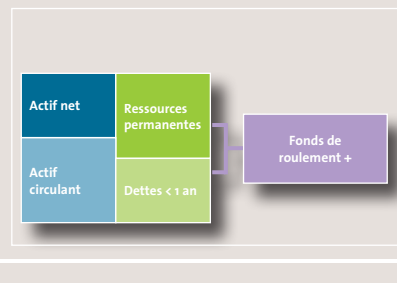 Actif net
Ressources
permanentes
Actif
circulant
Dettes < 1 an
Fonds de
roulement +